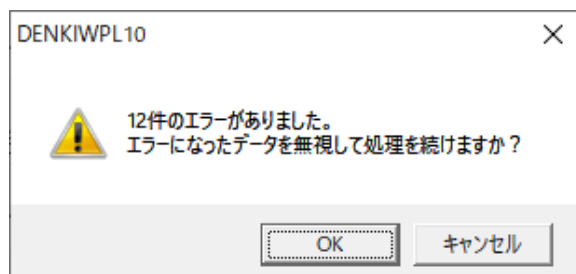 DENKIWPL10
12件のエラーがありました。
エラーになったデータを無視して処理を続けますか？
OK
キャンセル